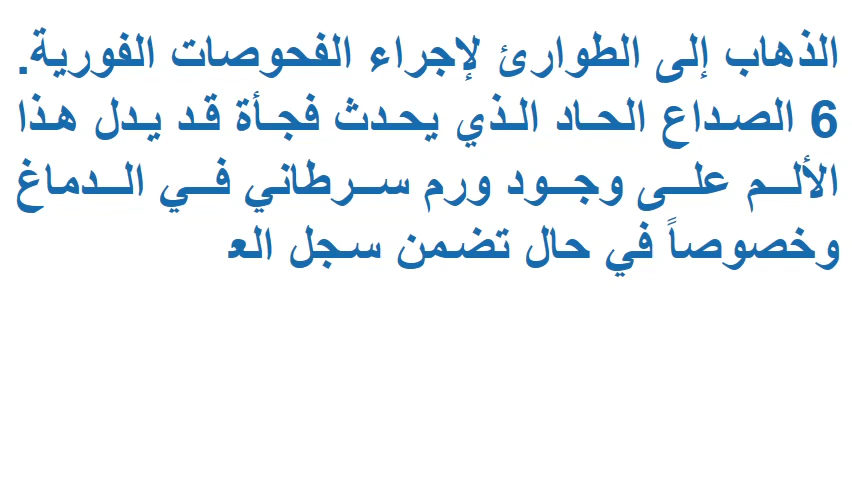 الذهاب إلى الطوارئ لإجراء الفحوصات الفورية.
6 الصداع الحاد الذي يحدث فجأة قد يدل هذا
الألم على وجود ورم سرطاني في الدماغ
وخصوصاً في حال تضمن سجل الع